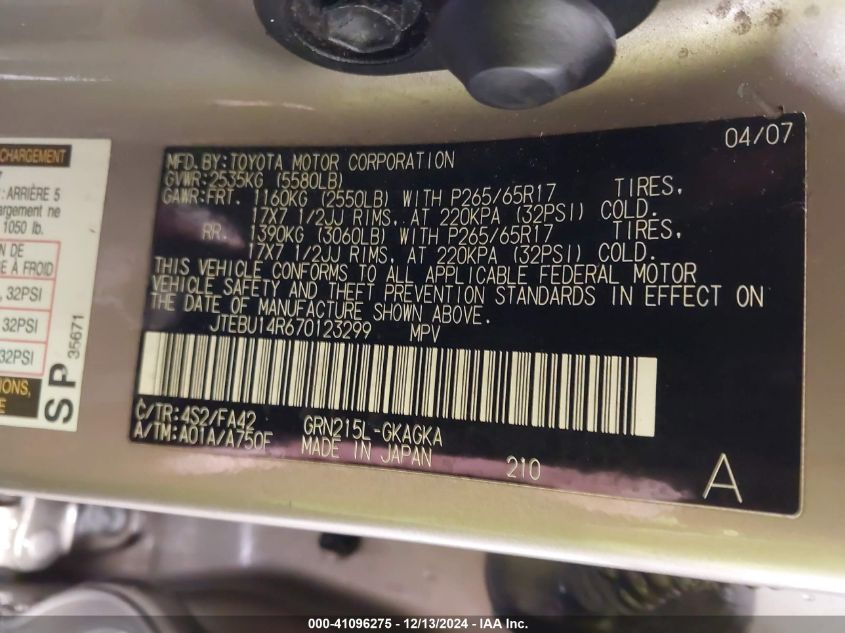 CHARGEMENT
: ARRIÈRE 5
argement ne
1050 lb.
N DE
E À FROID
, 32PSI
32PSI
32PSI
IONS,
E
SP
35671
04/07
MFD.BY:TOYOTA MOTOR CORPORATION
GVWR:2535KG (5580LB)
GAWR:FRT. 1160KG (2550LB) WITH P265/65R17 TIRES,
17X7 1/2JJ RIMS, AT 220KPA (32PSI) COLD.
RR. 1390KG (3060LB) WITH P265/65R17 TIRES,
17X7 1/2JJ RIMS, AT 220KPA (32PSI) COLD.
THIS VEHICLE CONFORMS TO ALL APPLICABLE FEDERAL MOTOR
VEHICLE SAFETY AND THEFT PREVENTION STANDARDS IN EFFECT ON
THE DATE OF MANUFACTURE SHOWN ABOVE.
JTEBU14R670123299 MPV
C/TR:4S2/FA42 GRN215L-GKAGKA
A/TM:A01A/A750F MADE IN JAPAN 210
A
000-41096275 - 12/13/2024 - IAA Inc.